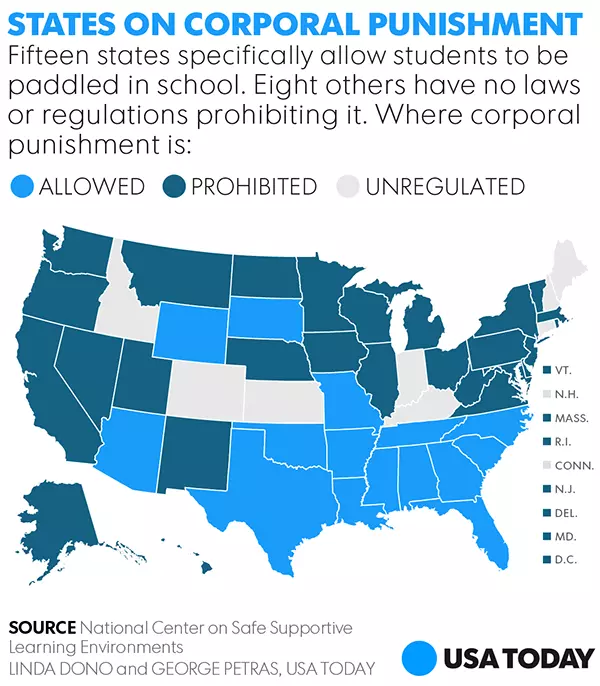 STATES ON CORPORAL PUNISHMENT
Fifteen states specifically allow students to be
paddled in school. Eight others have no laws
or regulations prohibiting it. Where corporal
punishment is:
ALLOWED PROHIBITED UNREGULATED
VT.
N.H.
MASS.
R.I.
CONN.
N.J.
DEL.
MD.
D.C.
SOURCE National Center on Safe Supportive
Learning Environments
LINDA DONO and GEORGE PETRAS, USA TODAY
USA TODAY